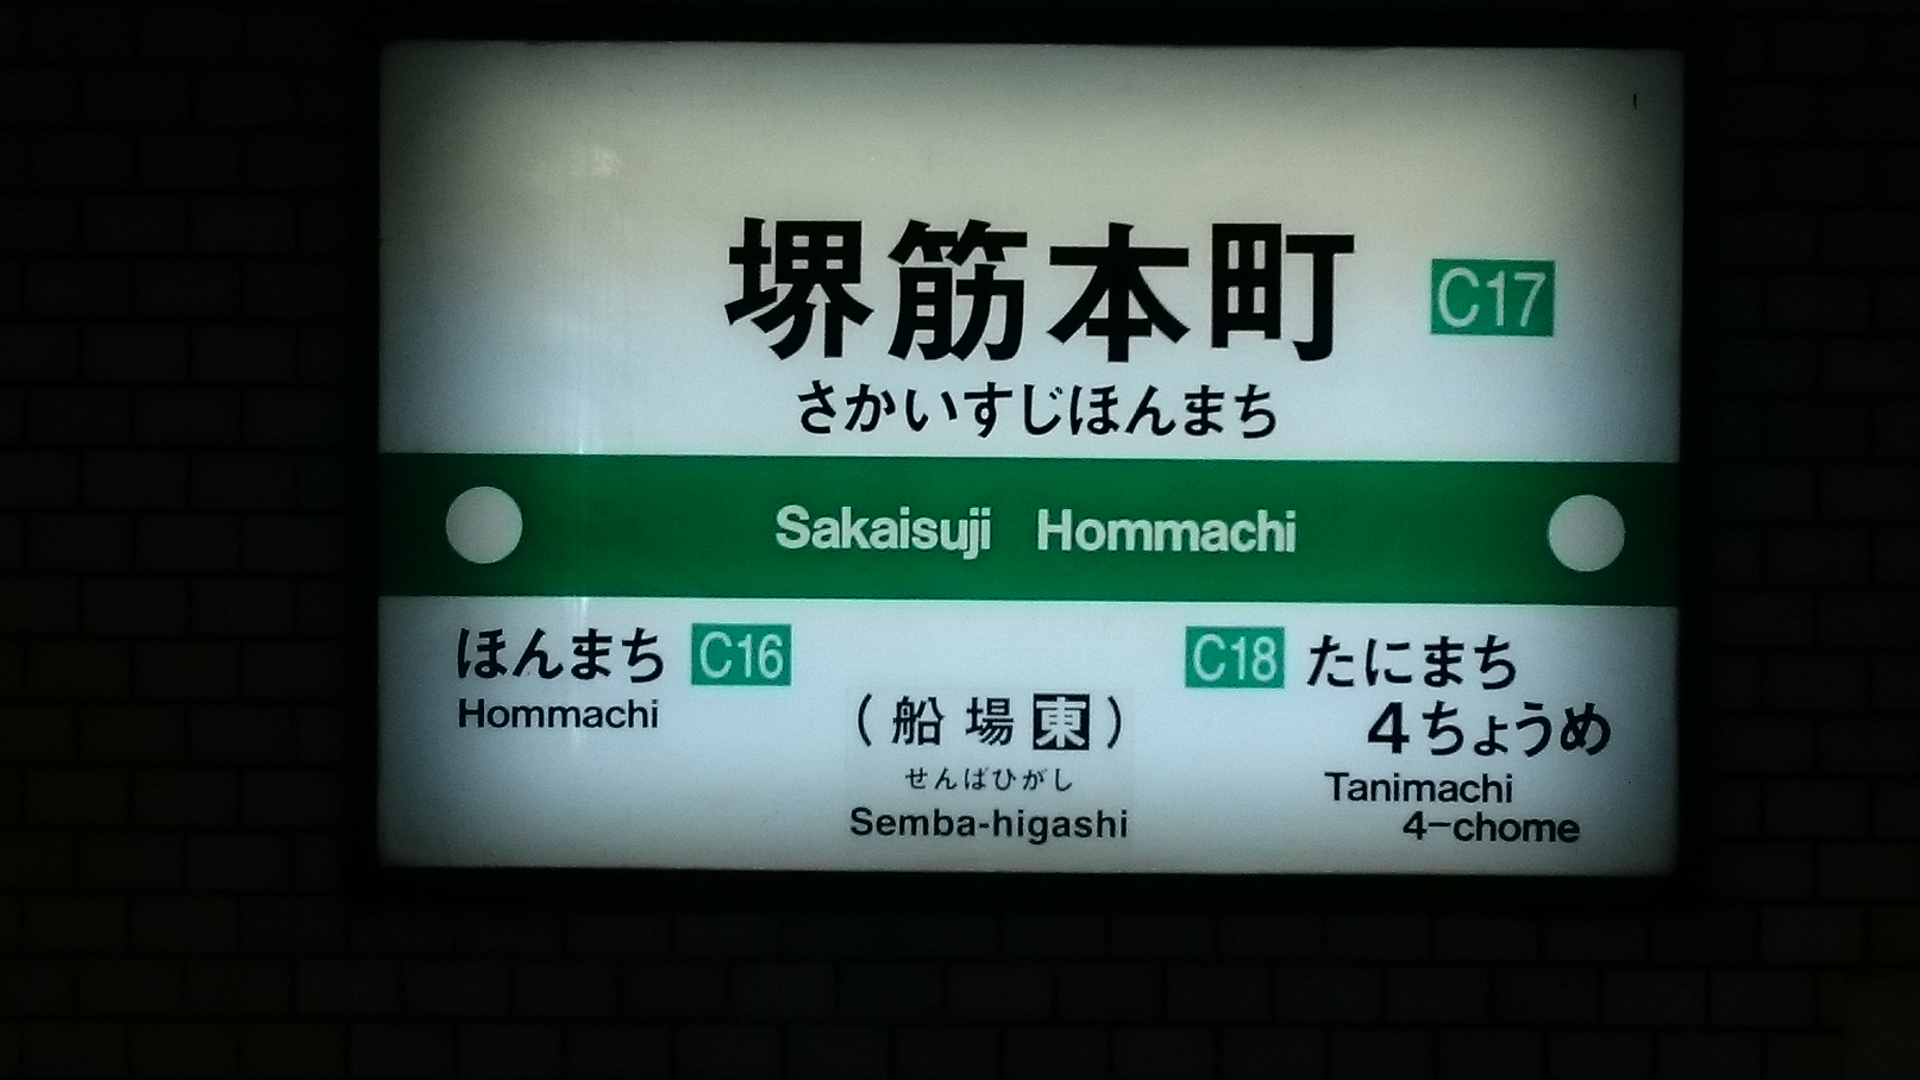 堺筋本町 C17
さかいすじほんまち
Sakaisuji Hommachi
ほんまち C16
Hommachi
(船場東)
せんばひがし
Semba-higashi
C18 たにまち
4ちょうめ
Tanimachi
4-chome